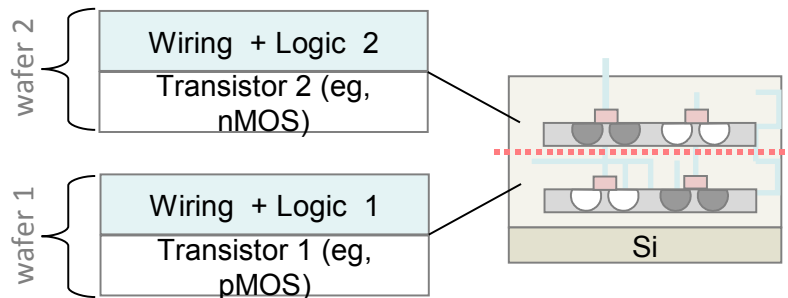 wafer 2
Wiring + Logic 2
Transistor 2 (eg,
nMOS)
wafer 1
Wiring + Logic 1
Transistor 1 (eg,
pMOS)
Si